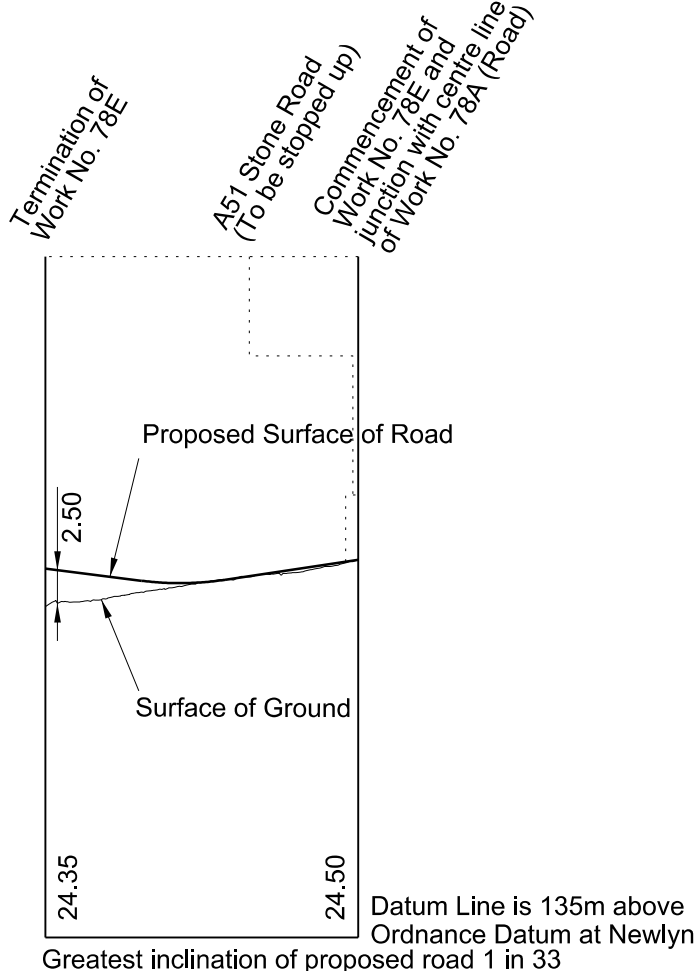 Termination of
Work No. 78E
A51 Stone Road
(To be stopped up)
Commencement of
Work No. 78E and
junction with centre line
of Work No. 78A (Road)
Proposed Surface of Road
2.50
Surface of Ground
24.35
24.50
Datum Line is 135m above
Ordnance Datum at Newlyn
Greatest inclination of proposed road 1 in 33